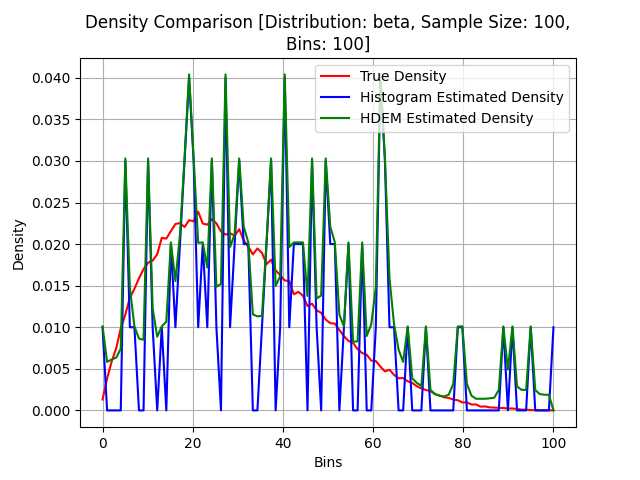 Density Comparison [Distribution: beta, Sample Size: 100,
Bins: 100]
True Density
Histogram Estimated Density
HDEM Estimated Density
Density
0.040
0.035
0.030
0.025
0.020
0.015
0.010
0.005
0.000
0 20 40 60 80 100
Bins